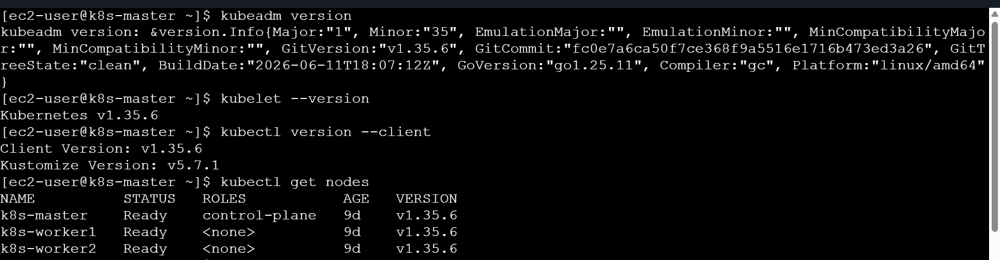 [ec2-user@k8s-master ~]$ kubeadm version
kubeadm version: &version.Info{Major:"1", Minor:"35", EmulationMajor:"", EmulationMinor:"", MinCompatibilityMajo
r:"", MinCompatibilityMinor:"", GitVersion:"v1.35.6", GitCommit:"fc0e7a6ca50f7ce368f9a5516e1716b473ed3a26", GitT
reeState:"clean", BuildDate:"2026-06-11T18:07:12Z", GoVersion:"go1.25.11", Compiler:"gc", Platform:"linux/amd64"
}
[ec2-user@k8s-master ~]$ kubelet --version
Kubernetes v1.35.6
[ec2-user@k8s-master ~]$ kubectl version --client
Client Version: v1.35.6
Kustomize Version: v5.7.1
[ec2-user@k8s-master ~]$ kubectl get nodes
NAME          STATUS   ROLES           AGE   VERSION
k8s-master    Ready    control-plane   9d    v1.35.6
k8s-worker1   Ready    <none>          9d    v1.35.6
k8s-worker2   Ready    <none>          9d    v1.35.6